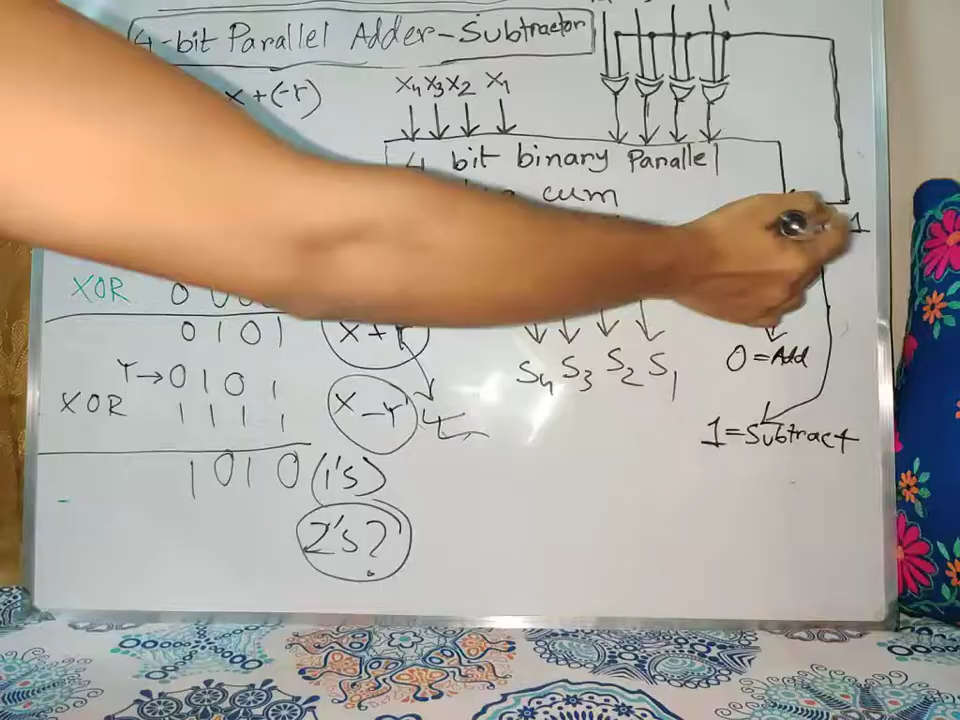 4-bit Parallel Adder-Subtractor
x+(-r)
X4 X3 X2 X1
4 bit binary Parallel
cum
1
XOR 0
0 1 0 1
X+r
S4 S3 S2 S1
0=Add
Y→0 1 0 1
XOR 1 1 1 1
X-r
1=Subtract
1 0 1 0 (1's)
2's?